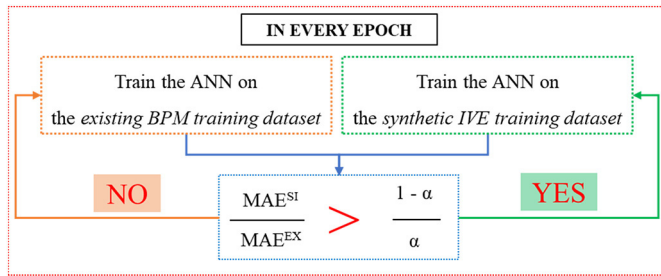 IN EVERY EPOCH
Train the ANN on
the existing BPM training dataset
Train the ANN on
the synthetic IVE training dataset
NO
MAE^SI
MAE^EX
>
1 - α
α
YES